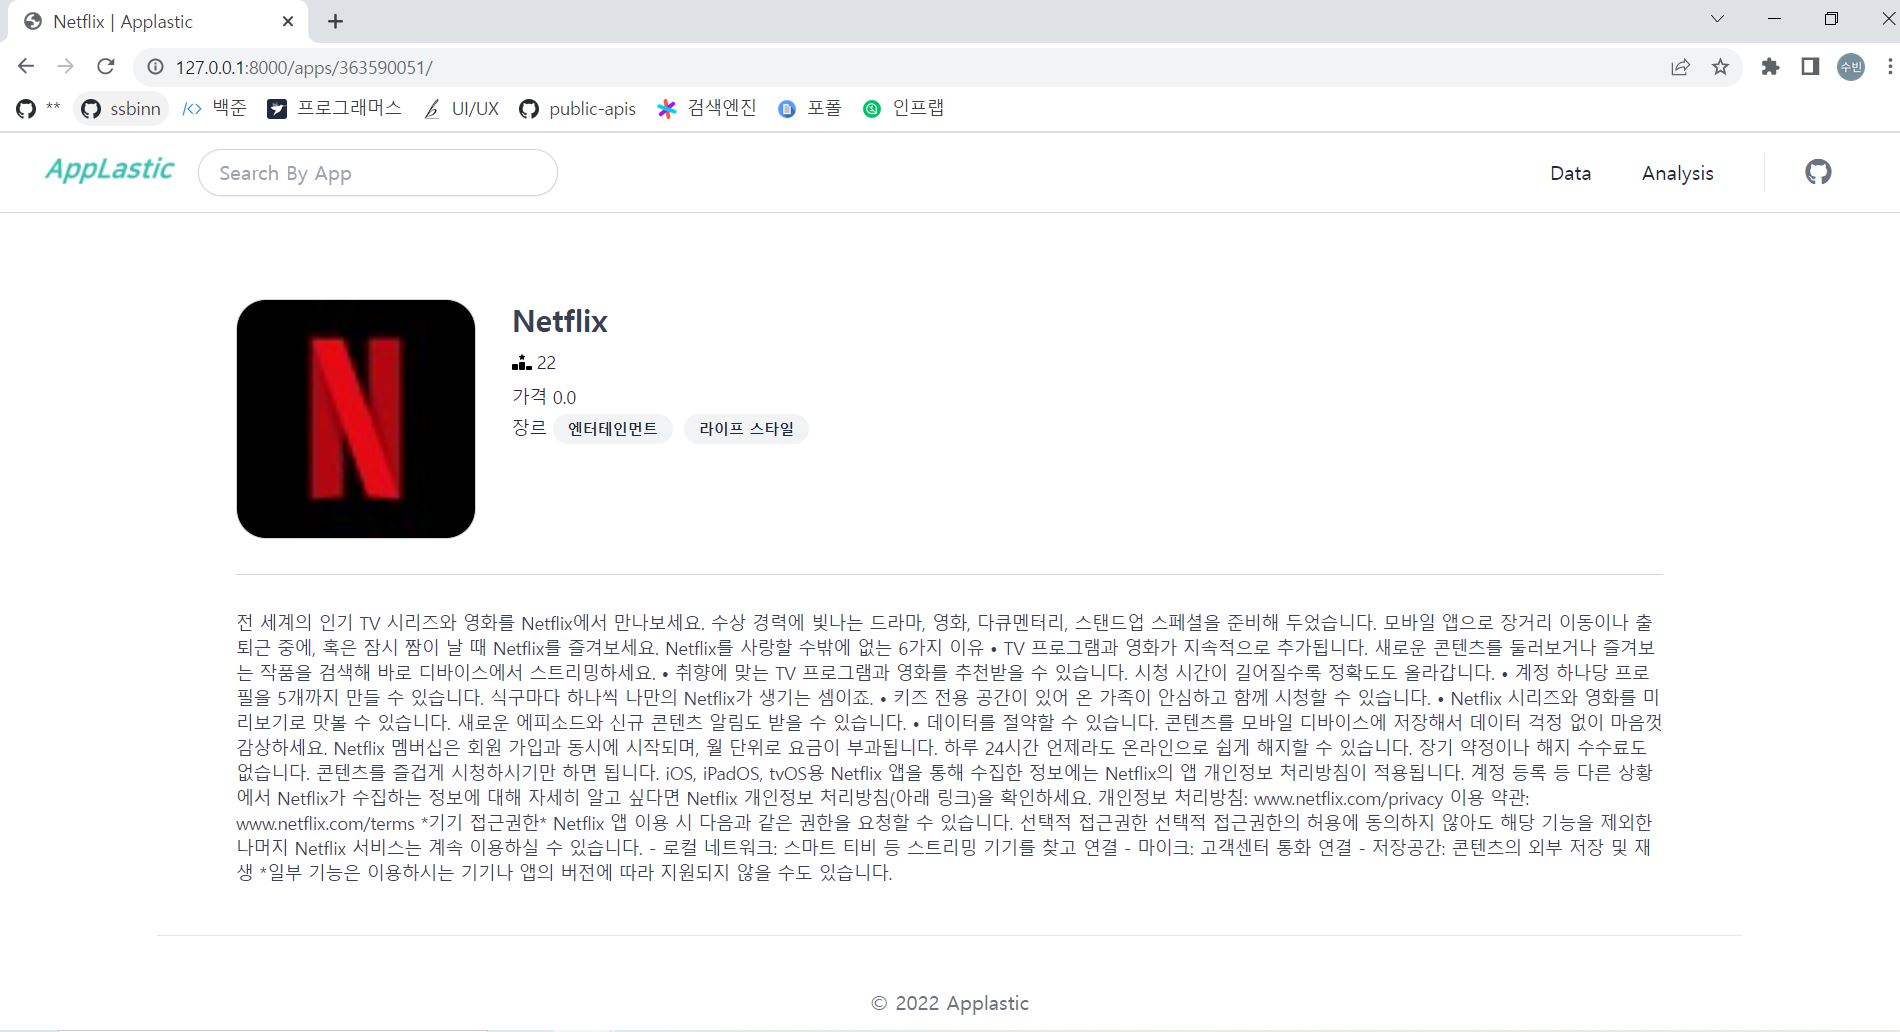 Netflix | Applastic
127.0.0.1:8000/apps/363590051/
수빈
** ssbinn 백준 프로그래머스 UI/UX public-apis 검색엔진 포폴 인프랩
AppLastic Search By App Data Analysis
N
Netflix
22
가격 0.0
장르 엔터테인먼트 라이프 스타일
전 세계의 인기 TV 시리즈와 영화를 Netflix에서 만나보세요. 수상 경력에 빛나는 드라마, 영화, 다큐멘터리, 스탠드업 스페셜을 준비해 두었습니다. 모바일 앱으로 장거리 이동이나 출
퇴근 중에, 혹은 잠시 짬이 날 때 Netflix를 즐겨보세요. Netflix를 사랑할 수밖에 없는 6가지 이유 • TV 프로그램과 영화가 지속적으로 추가됩니다. 새로운 콘텐츠를 둘러보거나 즐겨보
는 작품을 검색해 바로 디바이스에서 스트리밍하세요. • 취향에 맞는 TV 프로그램과 영화를 추천받을 수 있습니다. 시청 시간이 길어질수록 정확도도 올라갑니다. • 계정 하나당 프로
필을 5개까지 만들 수 있습니다. 식구마다 하나씩 나만의 Netflix가 생기는 셈이죠. • 키즈 전용 공간이 있어 온 가족이 안심하고 함께 시청할 수 있습니다. • Netflix 시리즈와 영화를 미
리보기로 맛볼 수 있습니다. 새로운 에피소드와 신규 콘텐츠 알림도 받을 수 있습니다. • 데이터를 절약할 수 있습니다. 콘텐츠를 모바일 디바이스에 저장해서 데이터 걱정 없이 마음껏
감상하세요. Netflix 멤버십은 회원 가입과 동시에 시작되며, 월 단위로 요금이 부과됩니다. 하루 24시간 언제라도 온라인으로 쉽게 해지할 수 있습니다. 장기 약정이나 해지 수수료도
없습니다. 콘텐츠를 즐겁게 시청하시기만 하면 됩니다. iOS, iPadOS, tvOS용 Netflix 앱을 통해 수집한 정보에는 Netflix의 앱 개인정보 처리방침이 적용됩니다. 계정 등록 등 다른 상황
에서 Netflix가 수집하는 정보에 대해 자세히 알고 싶다면 Netflix 개인정보 처리방침(아래 링크)을 확인하세요. 개인정보 처리방침: www.netflix.com/privacy 이용 약관:
www.netflix.com/terms *기기 접근권한* Netflix 앱 이용 시 다음과 같은 권한을 요청할 수 있습니다. 선택적 접근권한 선택적 접근권한의 허용에 동의하지 않아도 해당 기능을 제외한
나머지 Netflix 서비스는 계속 이용하실 수 있습니다. - 로컬 네트워크: 스마트 티비 등 스트리밍 기기를 찾고 연결 - 마이크: 고객센터 통화 연결 - 저장공간: 콘텐츠의 외부 저장 및 재
생 *일부 기능은 이용하시는 기기나 앱의 버전에 따라 지원되지 않을 수도 있습니다.
© 2022 Applastic